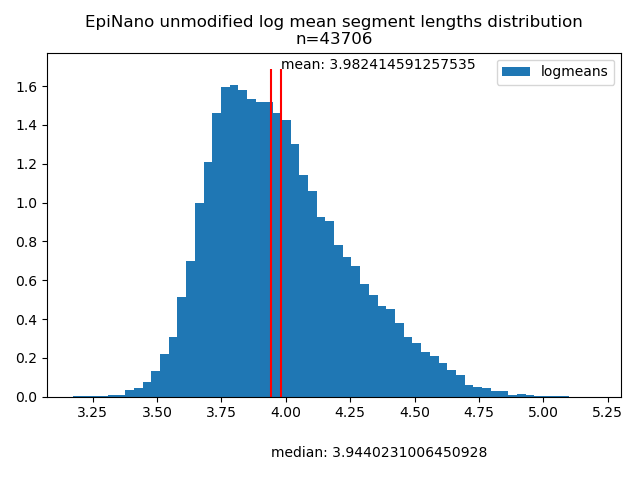 EpiNano unmodified log mean segment lengths distribution
n=43706
mean: 3.982414591257535
logmeans
1.6
1.4
1.2
1.0
0.8
0.6
0.4
0.2
0.0
3.25 3.50 3.75 4.00 4.25 4.50 4.75 5.00 5.25
median: 3.9440231006450928